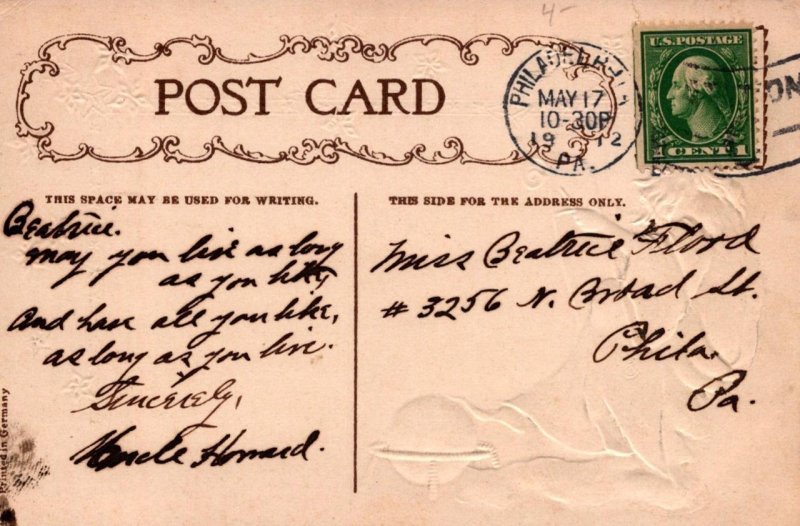 4-
POST CARD
PHILADELPHIA
MAY 17
10-30P
19 12
PA.
U.S. POSTAGE
1 CENT 1
ON
THIS SPACE MAY BE USED FOR WRITING.
THIS SIDE FOR THE ADDRESS ONLY.
Beatrice.
may you live as long
as you like,
And have all you like,
as long as you live.
Sincerely,
Uncle Howard.
Miss Beatrice Flood
# 3256 N. Broad St.
Phila.
Pa.
Printed in Germany